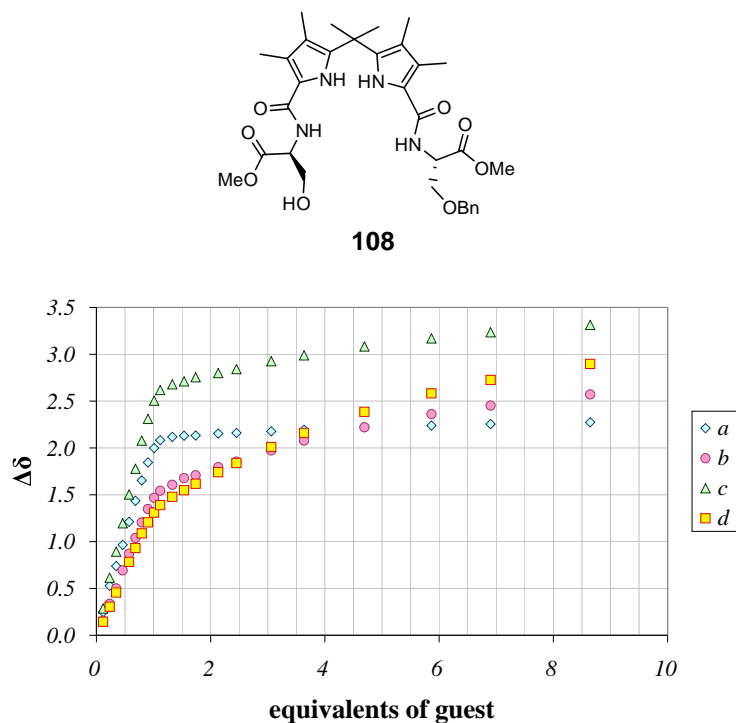 NH HN
O O
NH NH
O O
MeO OMe
HO OBn
108
3.5
3.0
2.5
2.0
1.5
1.0
0.5
0.0
Δδ
0 2 4 6 8 10
equivalents of guest
a
b
c
d